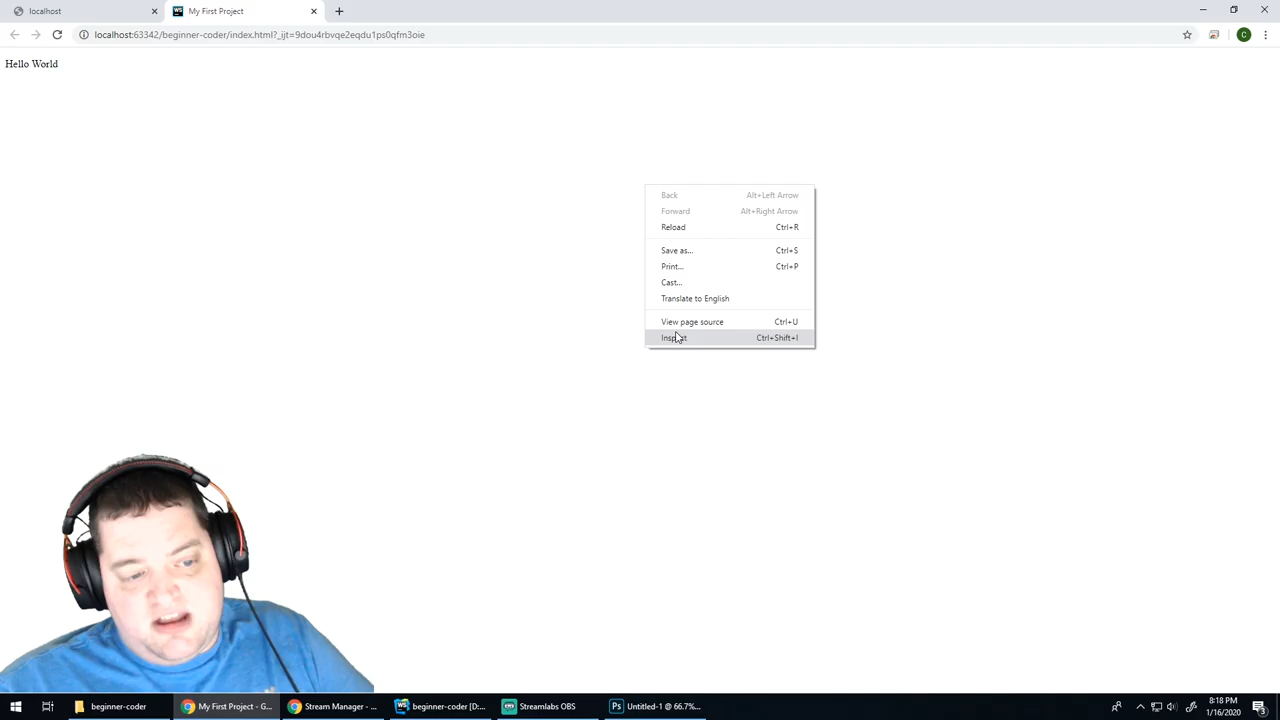 localhost
My First Project
localhost:63342/beginner-coder/index.html?_ijt=9dou4rbvqe2eqdu1ps0qfm3oie
C
Hello World
Back Alt+Left Arrow
Forward Alt+Right Arrow
Reload Ctrl+R
Save as... Ctrl+S
Print... Ctrl+P
Cast...
Translate to English
View page source Ctrl+U
Inspect Ctrl+Shift+I
beginner-coder
My First Project - G...
Stream Manager - ...
beginner-coder [D:...
Streamlabs OBS
Untitled-1 @ 66.7%...
8:18 PM
1/16/2020
3